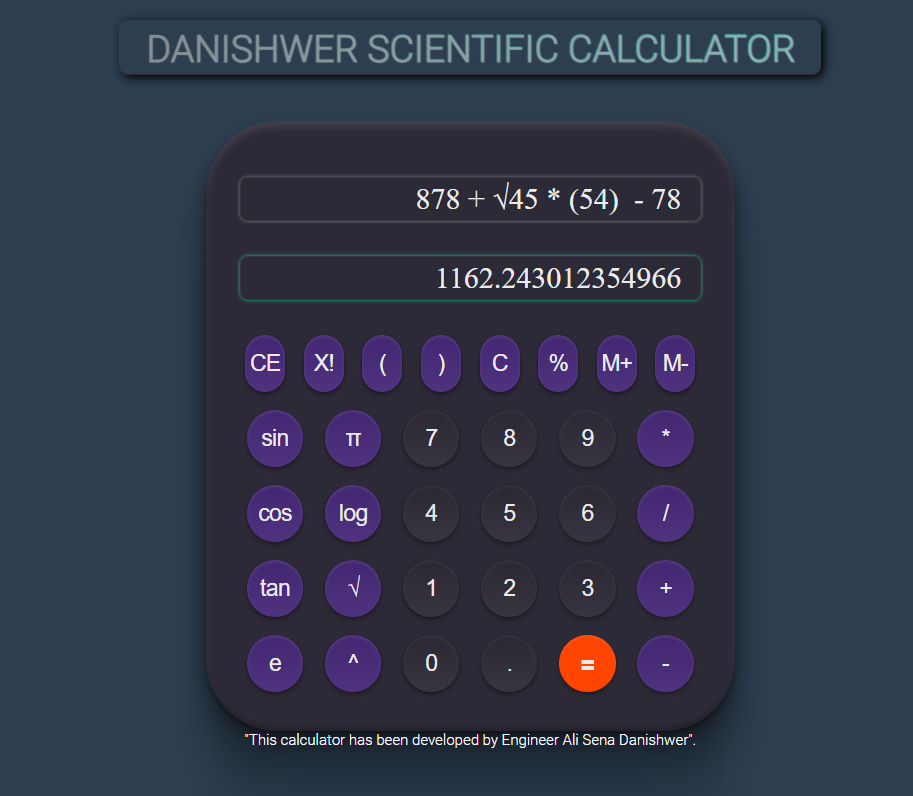 DANISHWER SCIENTIFIC CALCULATOR
878 + √45 * (54)  - 78
1162.243012354966
CE X! ( ) C % M+ M-
sin π 7 8 9 *
cos log 4 5 6 /
tan √ 1 2 3 +
e ^ 0 . = -
"This calculator has been developed by Engineer Ali Sena Danishwer".